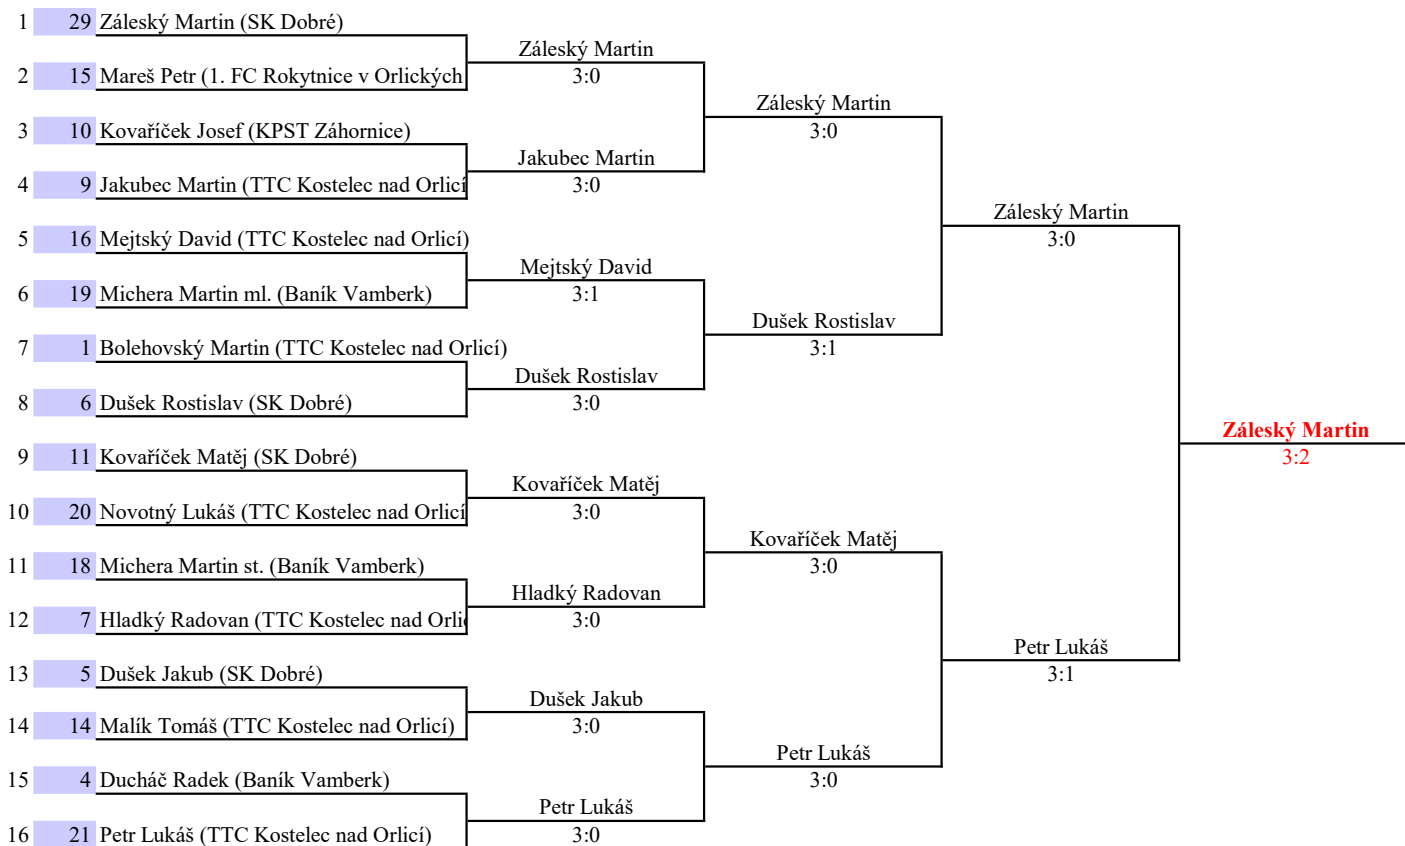 1 29 Záleský Martin (SK Dobré)
Záleský Martin
2 15 Mareš Petr (1. FC Rokytnice v Orlických
3:0
Záleský Martin
3 10 Kovaříček Josef (KPST Záhornice)
3:0
Jakubec Martin
4 9 Jakubec Martin (TTC Kostelec nad Orlicí
3:0
Záleský Martin
5 16 Mejtský David (TTC Kostelec nad Orlicí)
3:0
Mejtský David
6 19 Michera Martin ml. (Baník Vamberk)
3:1
Dušek Rostislav
7 1 Bolehovský Martin (TTC Kostelec nad Orlicí)
3:1
Dušek Rostislav
8 6 Dušek Rostislav (SK Dobré)
3:0
Záleský Martin
9 11 Kovaříček Matěj (SK Dobré)
3:2
Kovaříček Matěj
10 20 Novotný Lukáš (TTC Kostelec nad Orlicí
3:0
Kovaříček Matěj
11 18 Michera Martin st. (Baník Vamberk)
3:0
Hladký Radovan
12 7 Hladký Radovan (TTC Kostelec nad Orlic
3:0
Petr Lukáš
13 5 Dušek Jakub (SK Dobré)
3:1
Dušek Jakub
14 14 Malík Tomáš (TTC Kostelec nad Orlicí)
3:0
Petr Lukáš
15 4 Ducháč Radek (Baník Vamberk)
3:0
Petr Lukáš
16 21 Petr Lukáš (TTC Kostelec nad Orlicí)
3:0